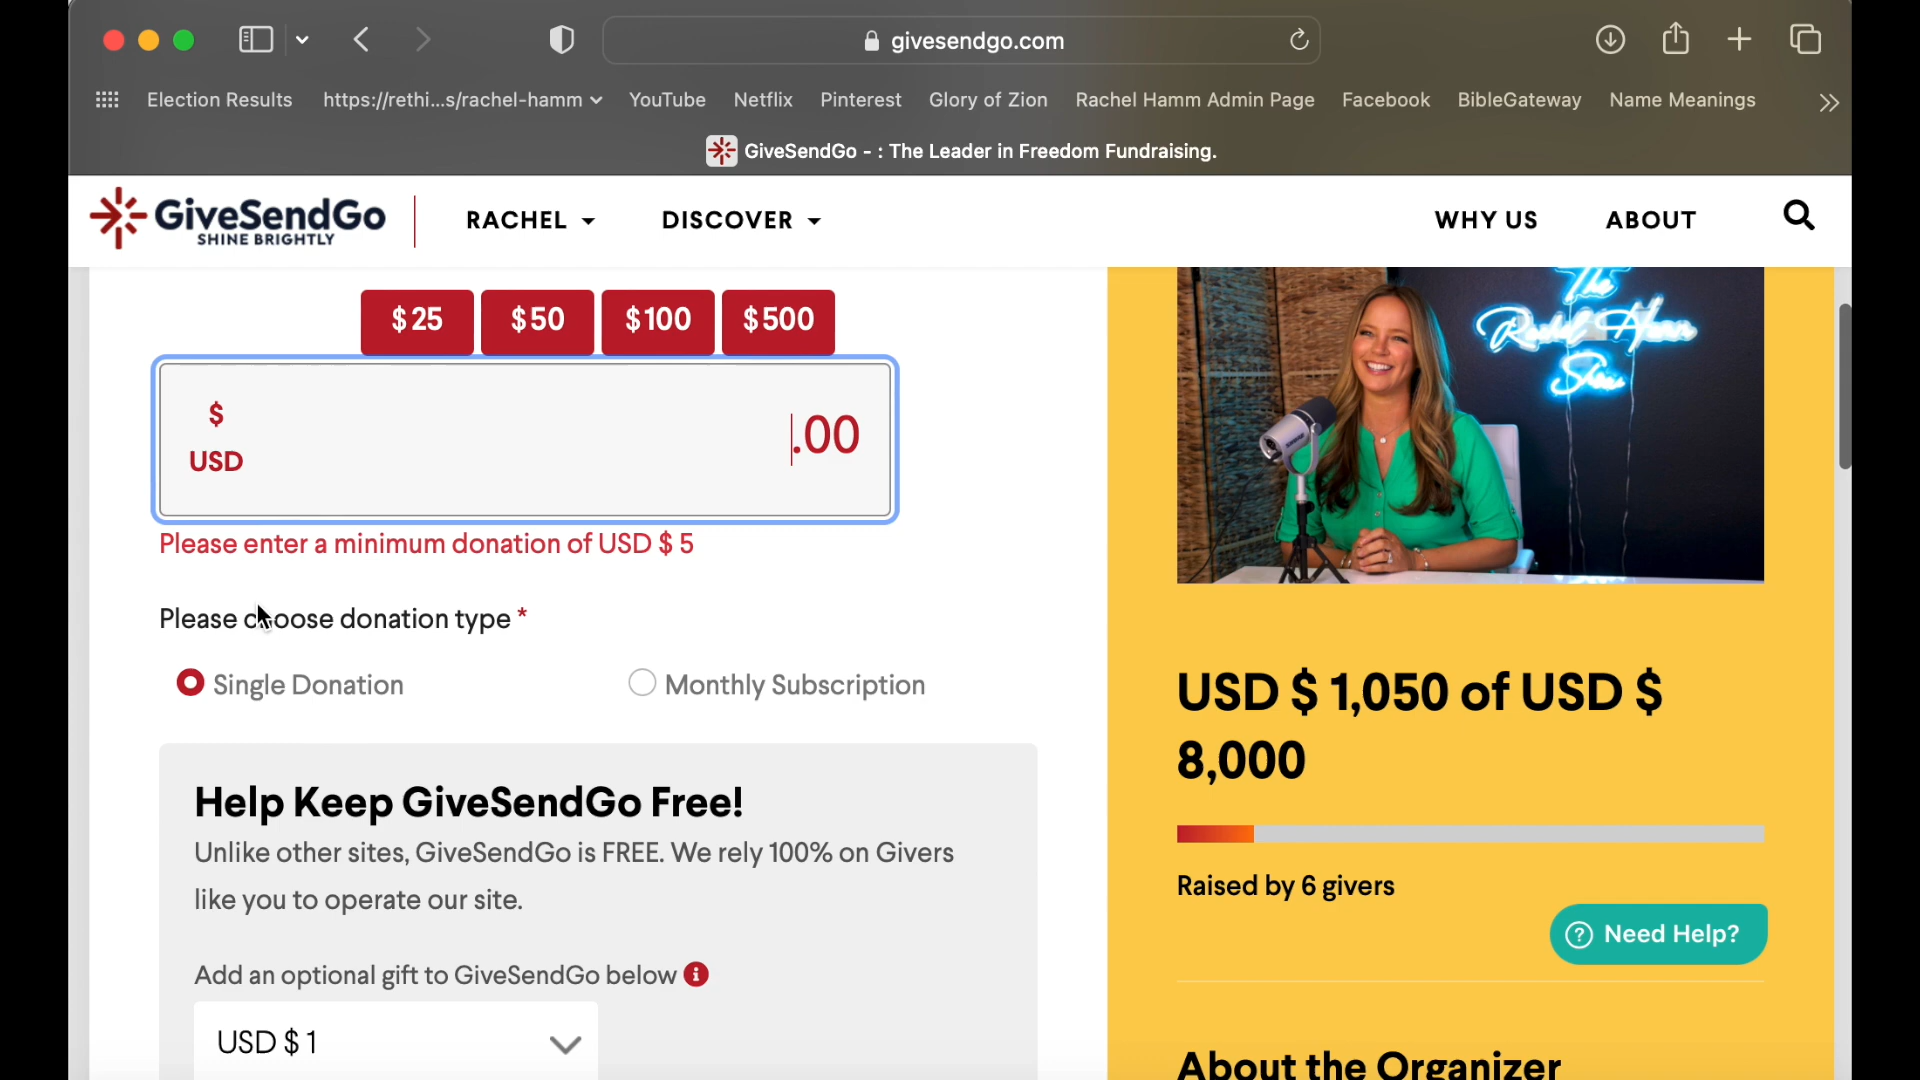 givesendgo.com
Election Results https://rethi...s/rachel-hamm YouTube Netflix Pinterest Glory of Zion Rachel Hamm Admin Page Facebook BibleGateway Name Meanings
GiveSendGo - : The Leader in Freedom Fundraising.
GiveSendGo
SHINE BRIGHTLY
RACHEL DISCOVER WHY US ABOUT
$25 $50 $100 $500
$
USD
.00
Please enter a minimum donation of USD $ 5
Please choose donation type *
Single Donation Monthly Subscription
Help Keep GiveSendGo Free!
Unlike other sites, GiveSendGo is FREE. We rely 100% on Givers
like you to operate our site.
Add an optional gift to GiveSendGo below
USD $ 1
The
Rachel Hamm
Show
USD $ 1,050 of USD $
8,000
Raised by 6 givers
? Need Help?
About the Organizer